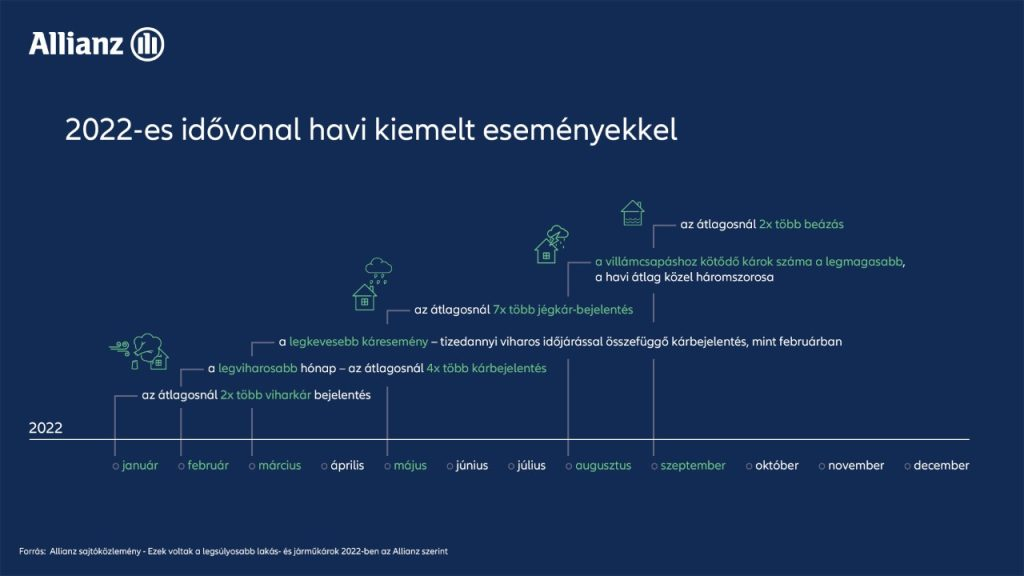 Allianz
2022-es idővonal havi kiemelt eseményekkel
az átlagosnál 2x több beázás
a villámcsapáshoz kötődő károk száma a legmagasabb,
a havi átlag közel háromszorosa
az átlagosnál 7x több jégkár-bejelentés
a legkevesebb káresemény – tizedannyi viharos időjárással összefüggő kárbejelentés, mint februárban
a legviharosabb hónap – az átlagosnál 4x több kárbejelentés
az átlagosnál 2x több viharkár bejelentés
2022
január február március április május június július augusztus szeptember október november december
Forrás: Allianz sajtóközlemény - Ezek voltak a legsúlyosabb lakás- és járműkárok 2022-ben az Allianz szerint